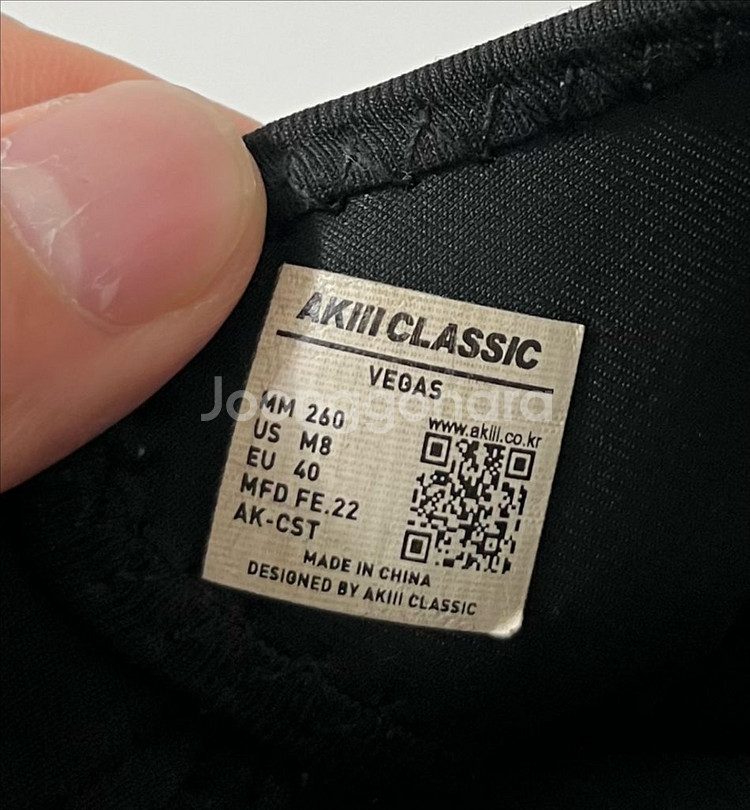 AKIII CLASSIC
VEGAS
MM 260
US M8
EU 40
MFD FE.22
AK-CST
www.akiii.co.kr
MADE IN CHINA
DESIGNED BY AKIII CLASSIC
Joonggonara